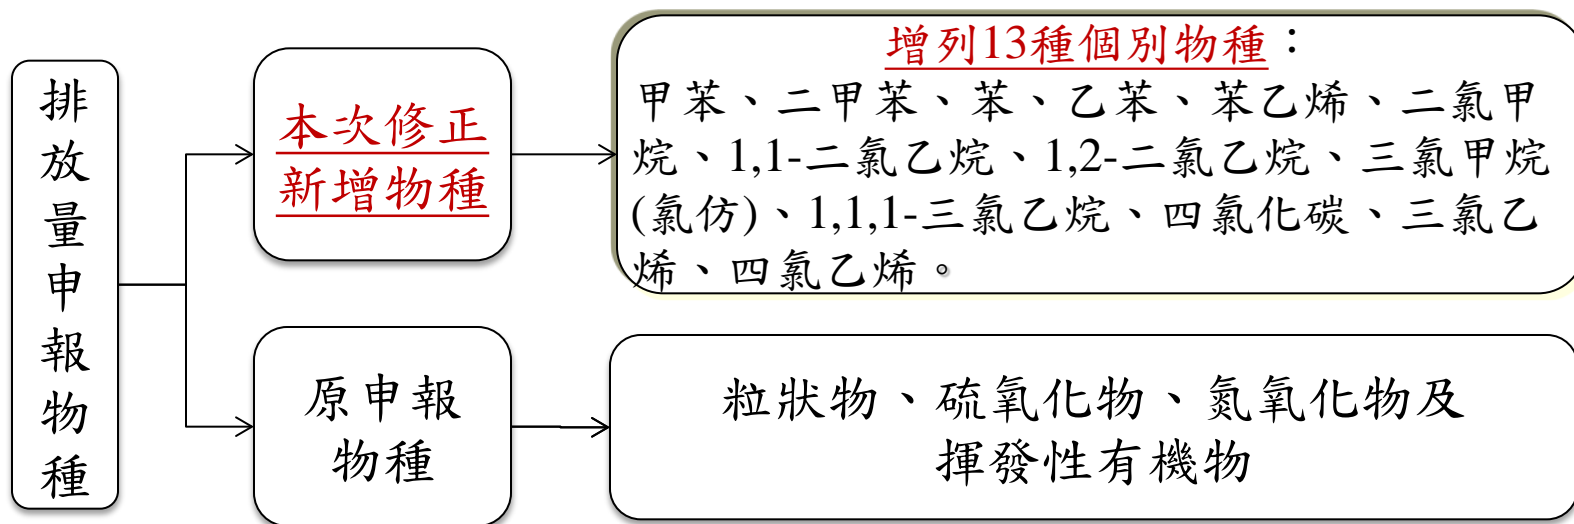 排放量申報物種
本次修正
新增物種
增列13種個別物種：
甲苯、二甲苯、苯、乙苯、苯乙烯、二氯甲
烷、1,1-二氯乙烷、1,2-二氯乙烷、三氯甲烷
(氯仿)、1,1,1-三氯乙烷、四氯化碳、三氯乙
烯、四氯乙烯。
原申報
物種
粒狀物、硫氧化物、氮氧化物及
揮發性有機物